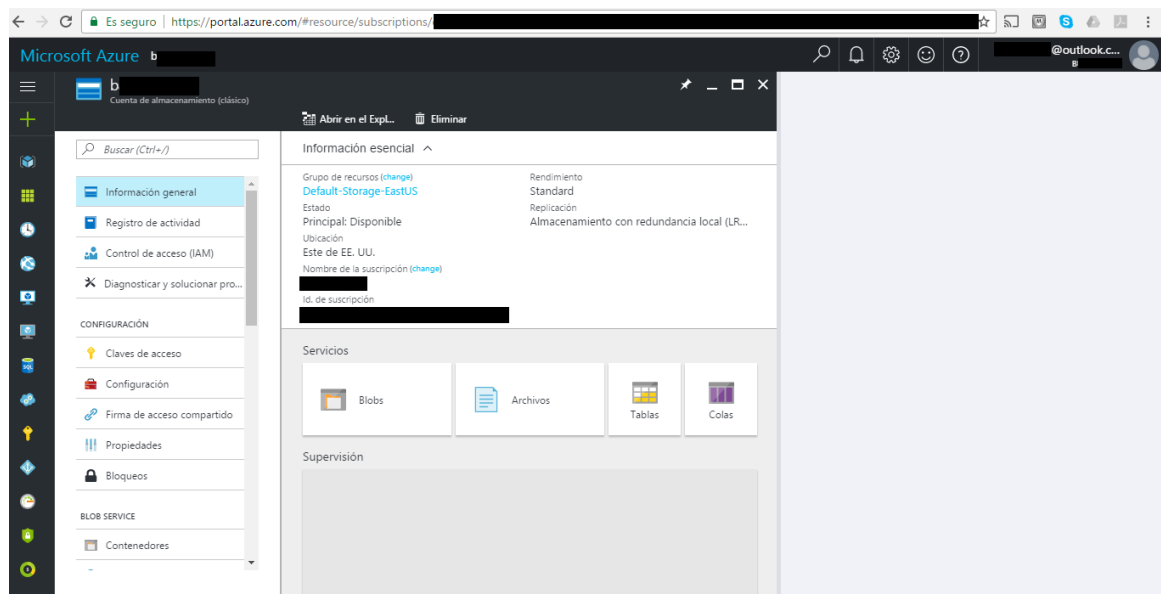 Es seguro | https://portal.azure.com/#resource/subscriptions/
Microsoft Azure b
@outlook.c...
B
b
Cuenta de almacenamiento (clásico)
Abrir en el Expl... Eliminar
Buscar (Ctrl+/)
Información general
Registro de actividad
Control de acceso (IAM)
Diagnosticar y solucionar pro...
CONFIGURACIÓN
Claves de acceso
Configuración
Firma de acceso compartido
Propiedades
Bloqueos
BLOB SERVICE
Contenedores
Información esencial
Grupo de recursos (change)
Default-Storage-EastUS
Estado
Principal: Disponible
Ubicación
Este de EE. UU.
Nombre de la suscripción (change)
Id. de suscripción
Rendimiento
Standard
Replicación
Almacenamiento con redundancia local (LR...
Servicios
Blobs
Archivos
Tablas
Colas
Supervisión